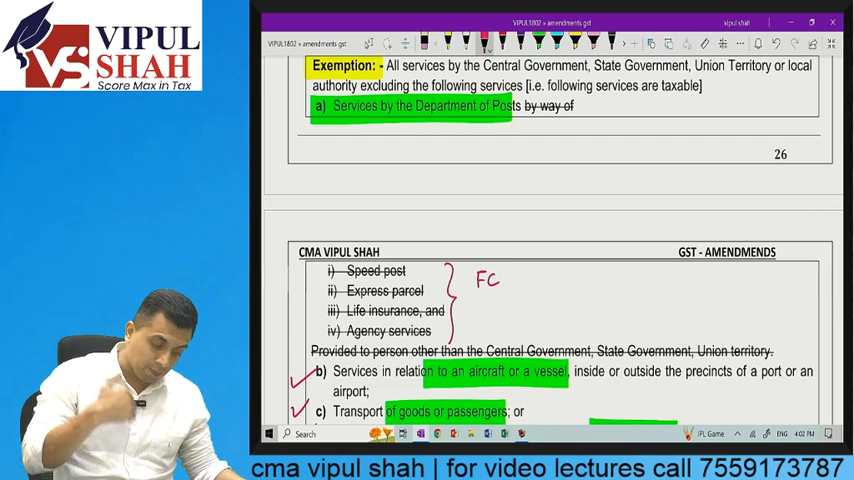 VIPUL
SHAH
VS
Score Max in Tax
VIPUL1802 » amendments gst
vipul shah
VIPUL1802 » amendments gst
Exemption: - All services by the Central Government, State Government, Union Territory or local
authority excluding the following services [i.e. following services are taxable]
a) Services by the Department of Posts by way of
26
CMA VIPUL SHAH GST - AMENDMENTS
i) Speed post
ii) Express parcel
iii) Life insurance, and
iv) Agency services
FC
Provided to person other than the Central Government, State Government, Union territory.
b) Services in relation to an aircraft or a vessel, inside or outside the precincts of a port or an
airport;
c) Transport of goods or passengers; or
Search
IPL Game
ENG
4:02 PM
cma vipul shah | for video lectures call 7559173787